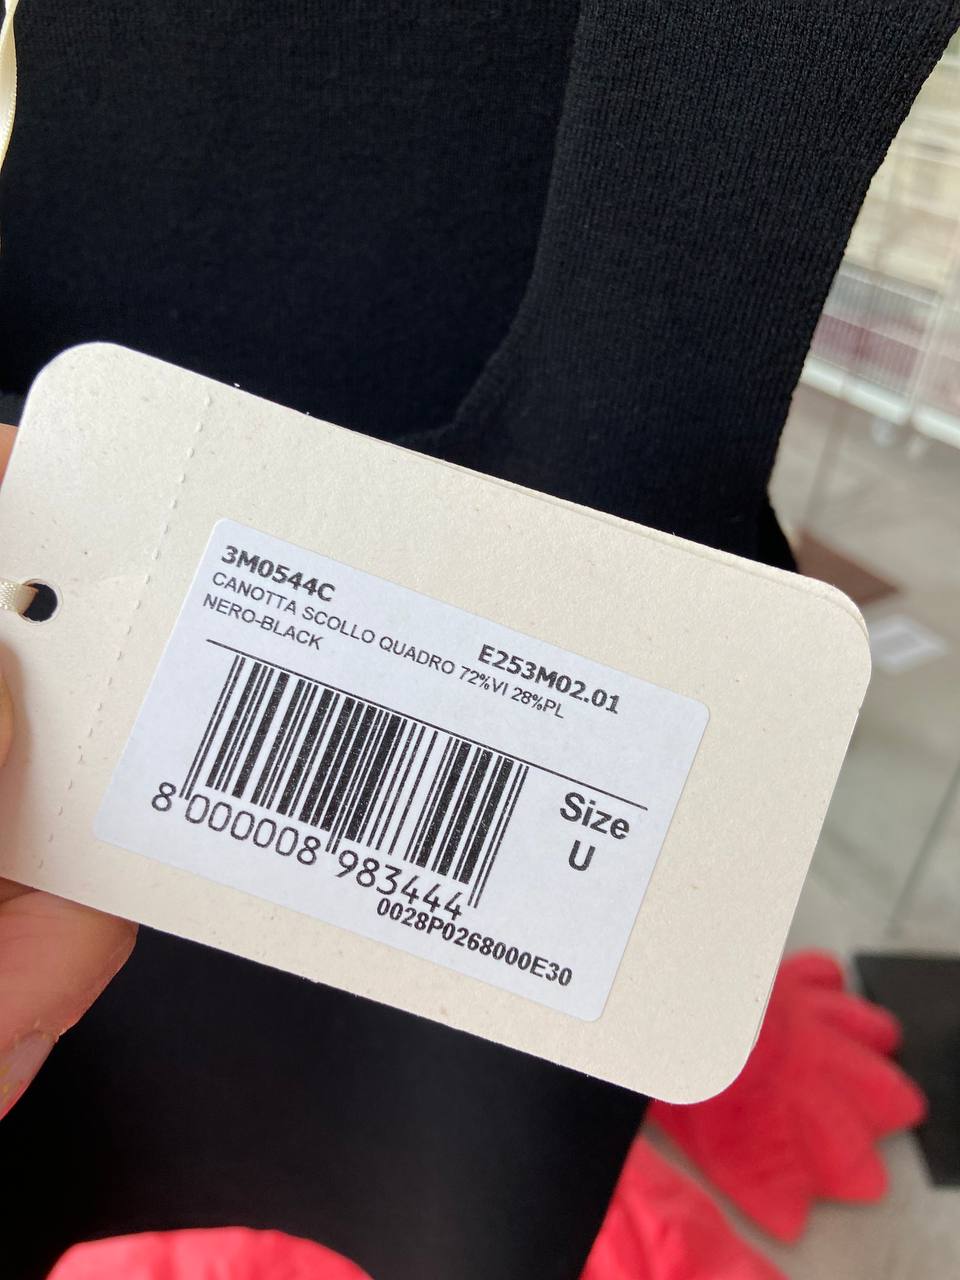 3M0544C E253M02.01
CANOTTA SCOLLO QUADRO 72%VI 28%PL
NERO-BLACK
Size
U
8 000008 983444
0028P0268000E30